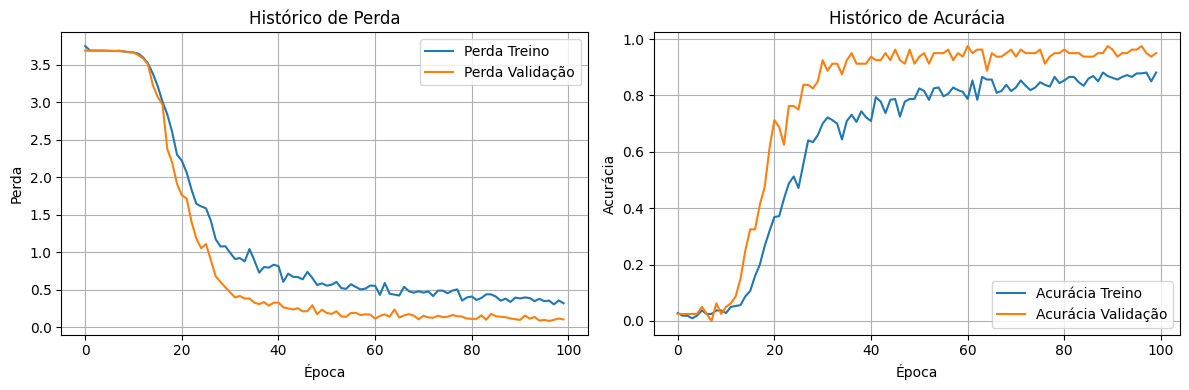 Histórico de Perda
Perda
3.5
3.0
2.5
2.0
1.5
1.0
0.5
0.0
Perda Treino
Perda Validação
0 20 40 60 80 100
Época
Histórico de Acurácia
Acurácia
1.0
0.8
0.6
0.4
0.2
0.0
Acurácia Treino
Acurácia Validação
0 20 40 60 80 100
Época